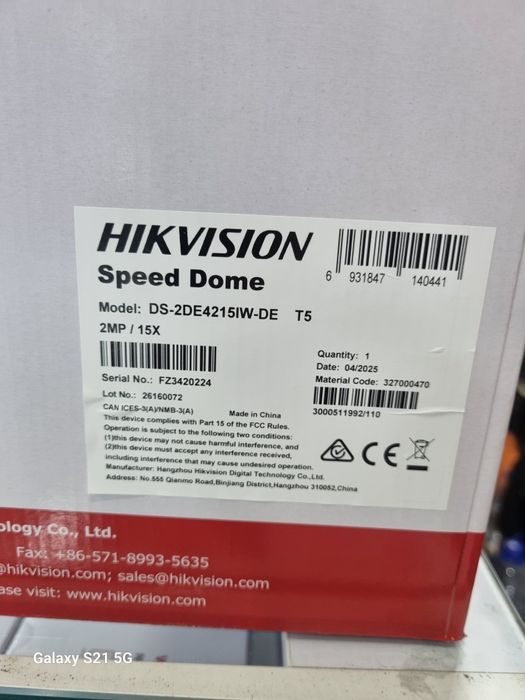 HIKVISION
Speed Dome
6 931847 140441
Model: DS-2DE4215IW-DE T5
2MP / 15X
Quantity: 1
Date: 04/2025
Serial No.: FZ3420224
Material Code: 327000470
Lot No.: 26160072
3000511992/110
CAN ICES-3(A)/NMB-3(A) Made in China
This device complies with Part 15 of the FCC Rules.
Operation is subject to the following two conditions:
(1)this device may not cause harmful interference, and
(2)this device must accept any interference received,
including interference that may cause undesired operation.
CE
Manufacturer: Hangzhou Hikvision Digital Technology Co.,Ltd.
Address: No.555 Qianmo Road,Binjiang District,Hangzhou 310052,China
ology Co., Ltd.
Fax: +86-571-8993-5635
@hikvision.com; sales@hikvision.com
ase visit: www.hikvision.com
Galaxy S21 5G